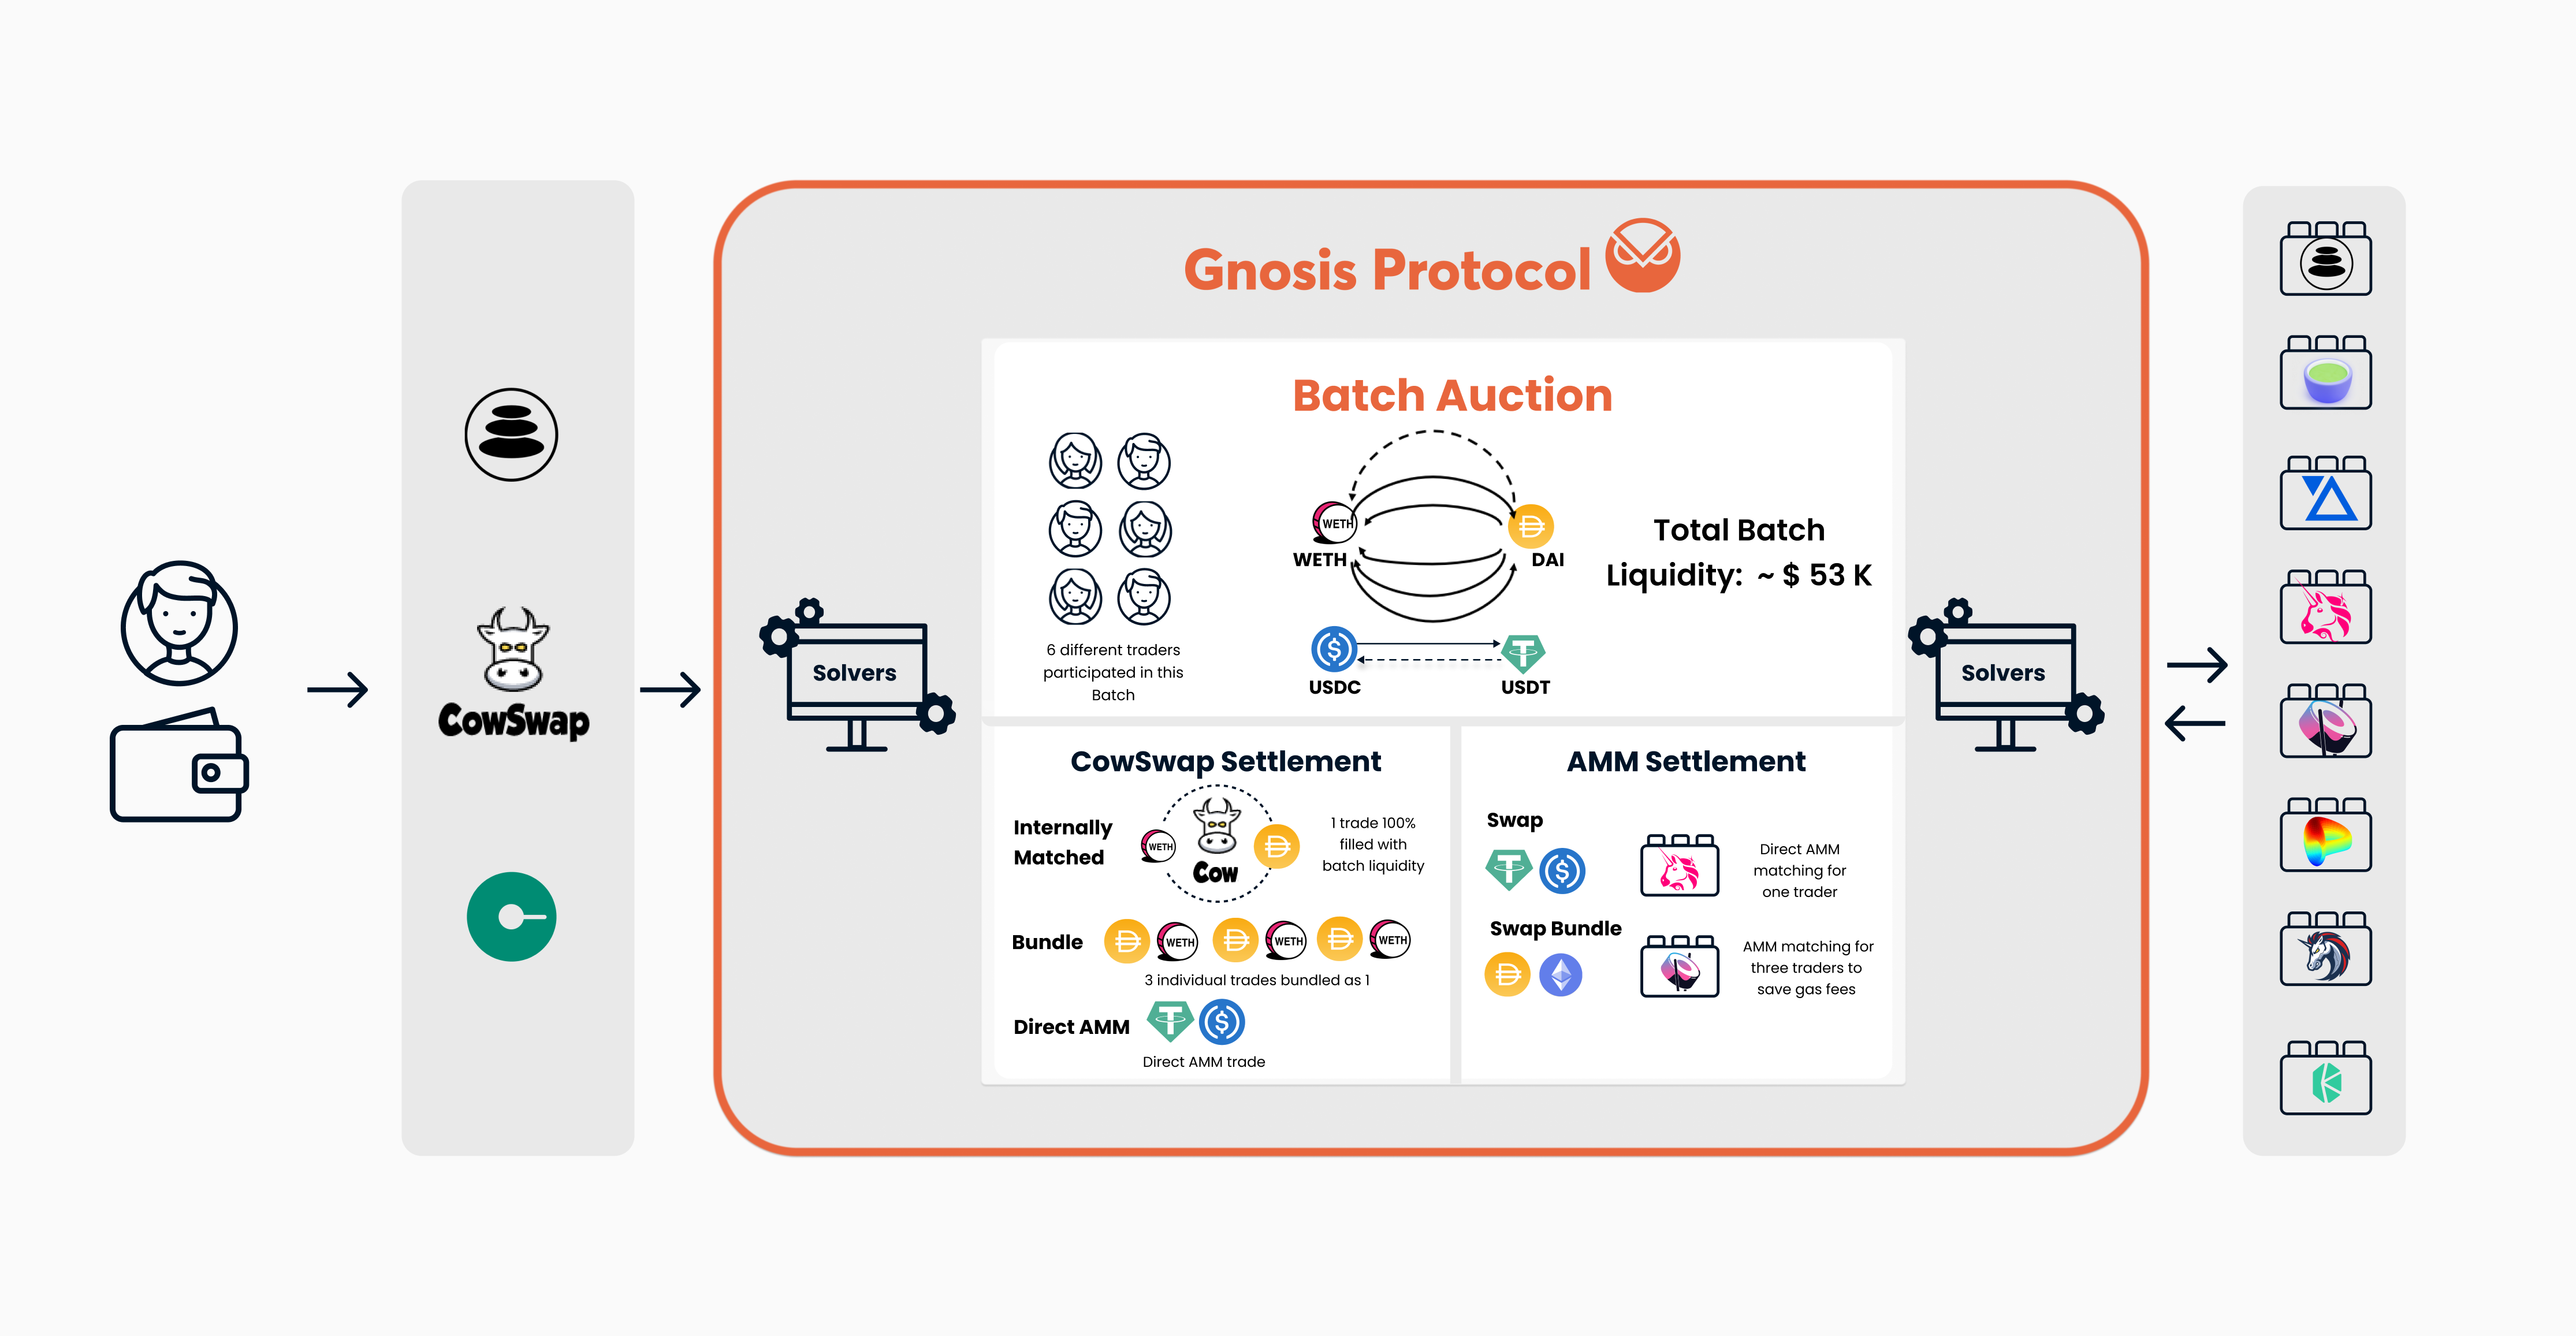 Gnosis Protocol
CowSwap
Solvers
Batch Auction
6 different traders
participated in this
Batch
WETH
WETH
DAI
USDC
USDT
Total Batch
Liquidity: ~ $ 53 K
Solvers
CowSwap Settlement
Internally
Matched
WETH
Cow
1 trade 100%
filled with
batch liquidity
Bundle
WETH
WETH
WETH
3 individual trades bundled as 1
Direct AMM
Direct AMM trade
AMM Settlement
Swap
Direct AMM
matching for
one trader
Swap Bundle
AMM matching for
three traders to
save gas fees